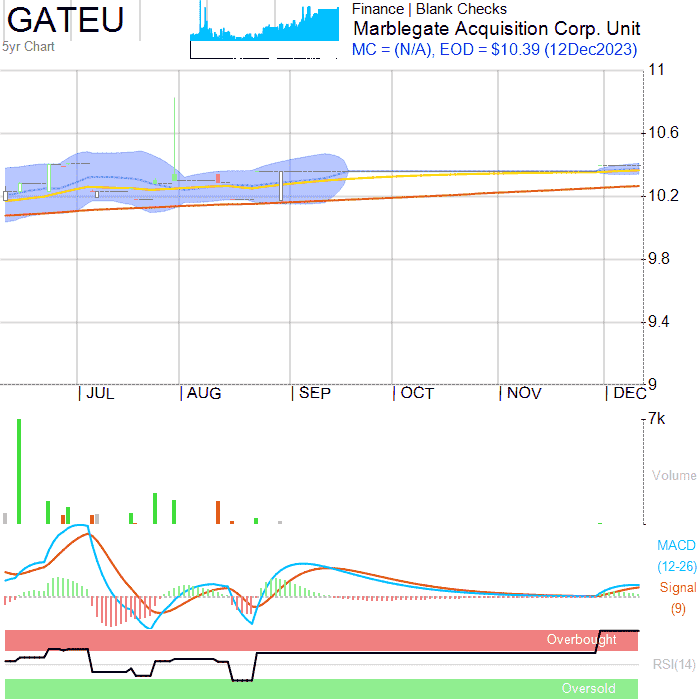 GATEU
5yr Chart
Finance | Blank Checks
Marblegate Acquisition Corp. Unit
MC = (N/A), EOD = $10.39 (12Dec2023)
11
10.6
10.2
9.8
9.4
9
| JUL | AUG | SEP | OCT | NOV | DEC
7k
Volume
MACD
(12-26)
Signal
(9)
Overbought
RSI(14)
Oversold